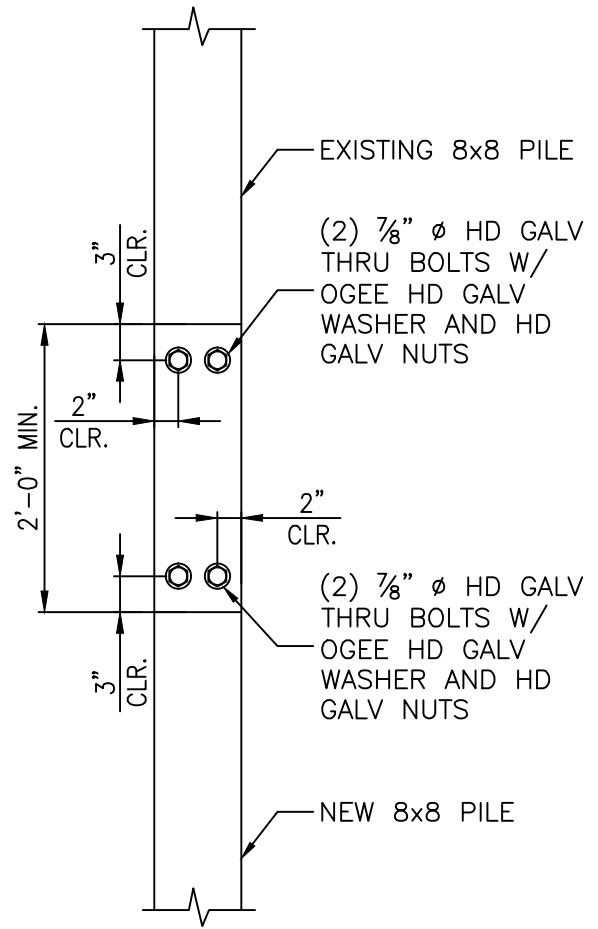 EXISTING 8x8 PILE
3"
CLR.
(2) ⅞" ø HD GALV
THRU BOLTS W/
OGEE HD GALV
WASHER AND HD
GALV NUTS
2"
CLR.
2'-0" MIN.
2"
CLR.
(2) ⅞" ø HD GALV
THRU BOLTS W/
OGEE HD GALV
WASHER AND HD
GALV NUTS
3"
CLR.
NEW 8x8 PILE